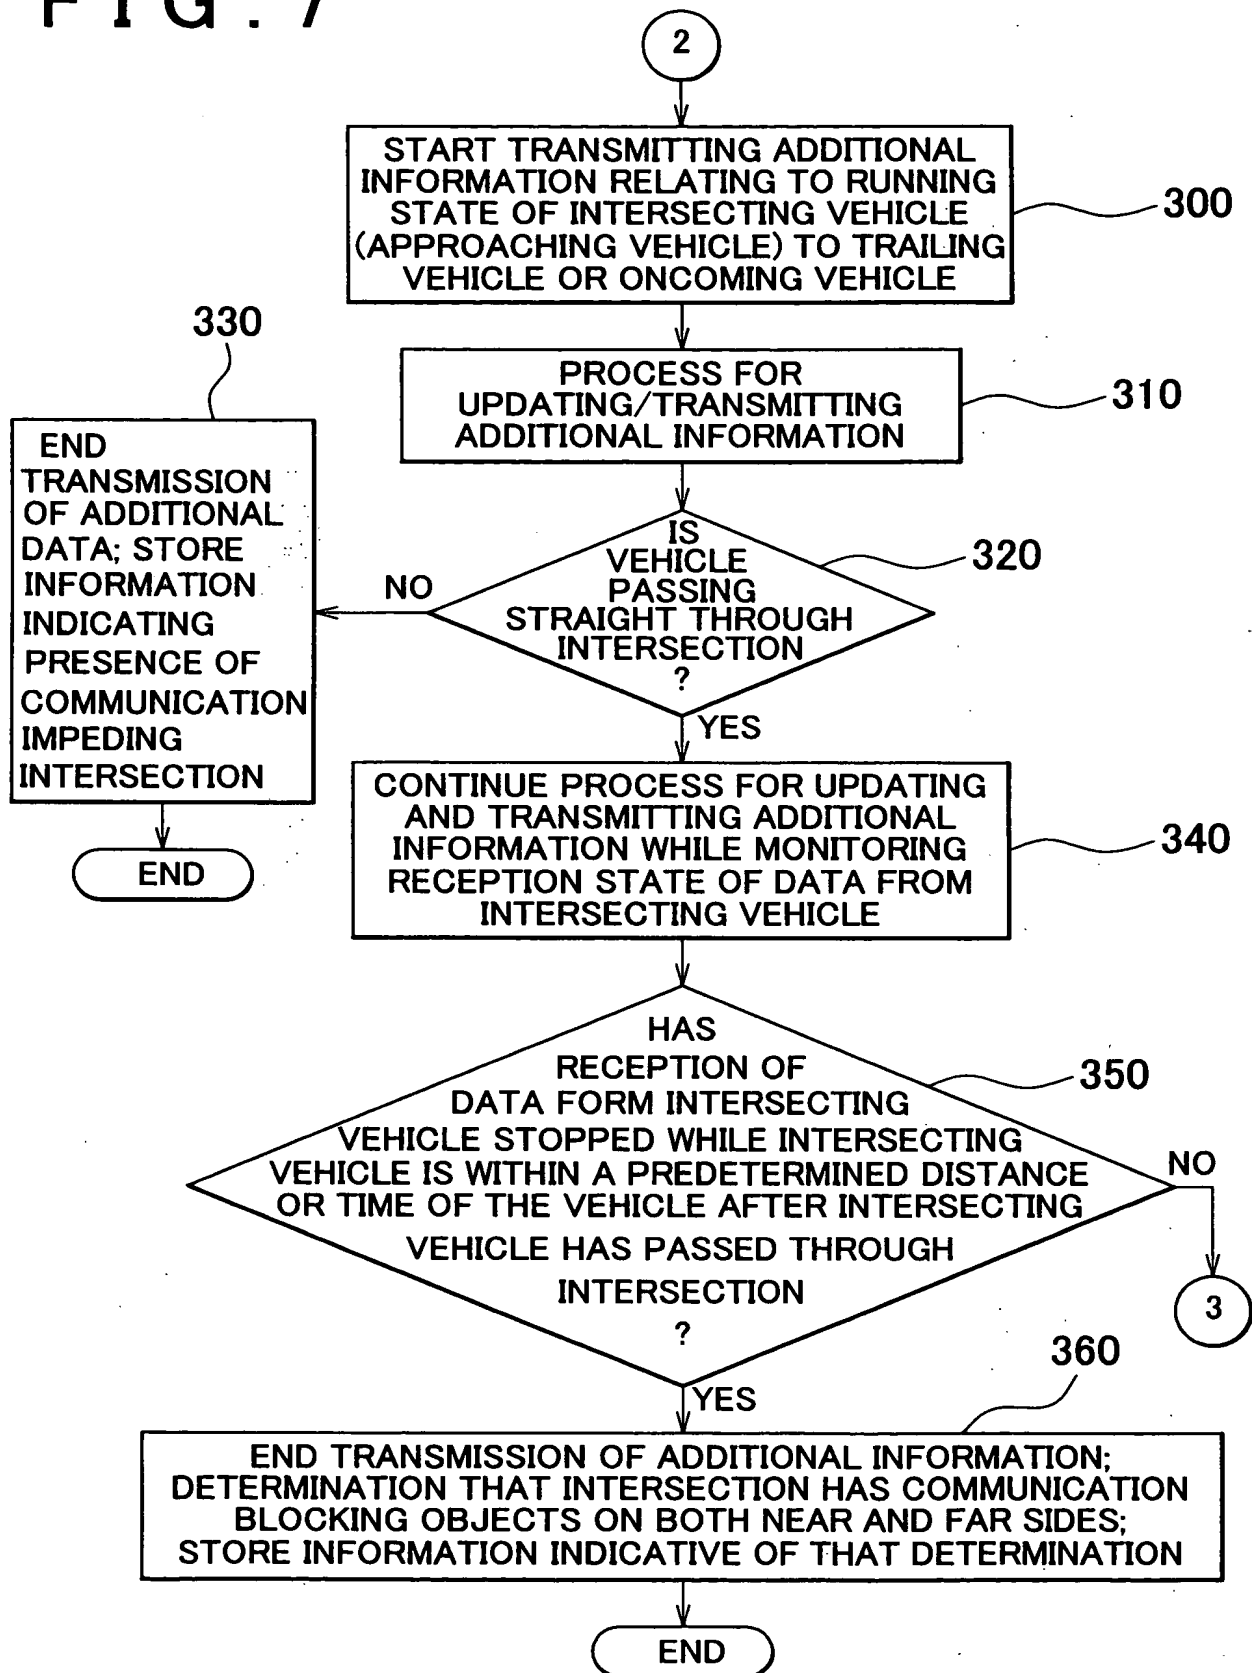 FIG. 7
2
START TRANSMITTING ADDITIONAL
INFORMATION RELATING TO RUNNING
STATE OF INTERSECTING VEHICLE
(APPROACHING VEHICLE) TO TRAILING
VEHICLE OR ONCOMING VEHICLE
300
PROCESS FOR
UPDATING/TRANSMITTING
ADDITIONAL INFORMATION
310
IS
VEHICLE
PASSING
STRAIGHT THROUGH
INTERSECTION
?
320
NO
330
END
TRANSMISSION
OF ADDITIONAL
DATA; STORE
INFORMATION
INDICATING
PRESENCE OF
COMMUNICATION
IMPEDING
INTERSECTION
END
YES
CONTINUE PROCESS FOR UPDATING
AND TRANSMITTING ADDITIONAL
INFORMATION WHILE MONITORING
RECEPTION STATE OF DATA FROM
INTERSECTING VEHICLE
340
HAS
RECEPTION OF
DATA FORM INTERSECTING
VEHICLE STOPPED WHILE INTERSECTING
VEHICLE IS WITHIN A PREDETERMINED DISTANCE
OR TIME OF THE VEHICLE AFTER INTERSECTING
VEHICLE HAS PASSED THROUGH
INTERSECTION
?
350
NO
3
YES
360
END TRANSMISSION OF ADDITIONAL INFORMATION;
DETERMINATION THAT INTERSECTION HAS COMMUNICATION
BLOCKING OBJECTS ON BOTH NEAR AND FAR SIDES;
STORE INFORMATION INDICATIVE OF THAT DETERMINATION
END